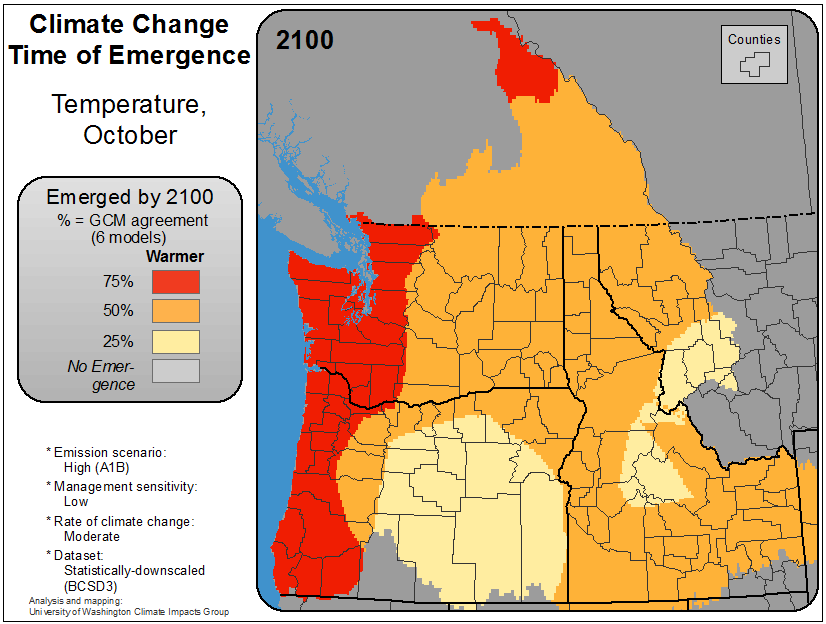 Climate Change
Time of Emergence
Temperature,
October
Emerged by 2100
% = GCM agreement
(6 models)
Warmer
75%
50%
25%
No Emer-
gence
* Emission scenario:
High (A1B)
* Management sensitivity:
Low
* Rate of climate change:
Moderate
* Dataset:
Statistically-downscaled
(BCSD3)
Analysis and mapping:
University of Washington Climate Impacts Group
2100
Counties